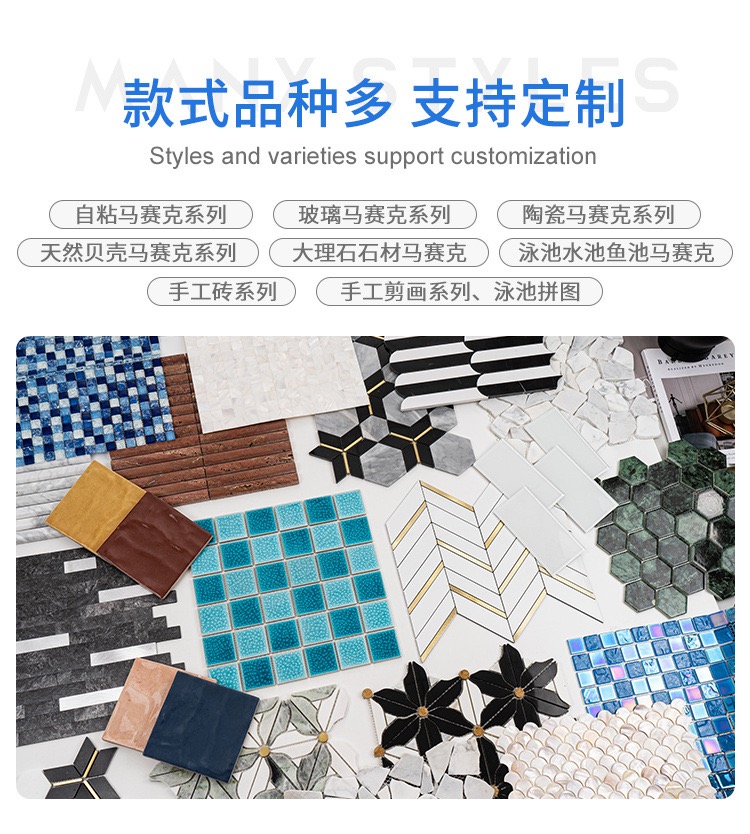 MANY STYLES
款式品种多 支持定制
Styles and varieties support customization
自粘马赛克系列 玻璃马赛克系列 陶瓷马赛克系列
天然贝壳马赛克系列 大理石石材马赛克 泳池水池鱼池马赛克
手工砖系列 手工剪画系列、泳池拼图